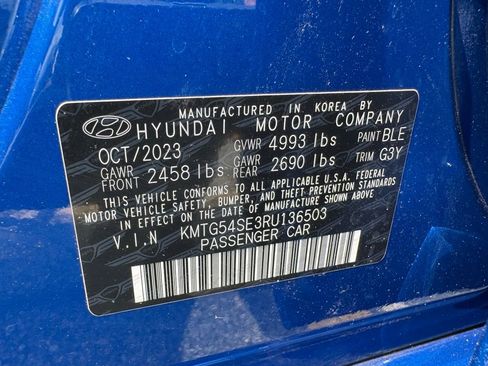 MANUFACTURED IN KOREA BY
HYUNDAI MOTOR COMPANY
OCT/2023 GVWR 4993 lbs PAINT BLE
GAWR FRONT 2458 lbs GAWR REAR 2690 lbs TRIM G3Y
THIS VEHICLE CONFORMS TO ALL APPLICABLE U.S.A. FEDERAL
MOTOR VEHICLE SAFETY, BUMPER, AND THEFT PREVENTION STANDARDS
IN EFFECT ON THE DATE OF MANUFACTURE SHOWN ABOVE.
V.I.N KMTG54SE3RU136503
PASSENGER CAR